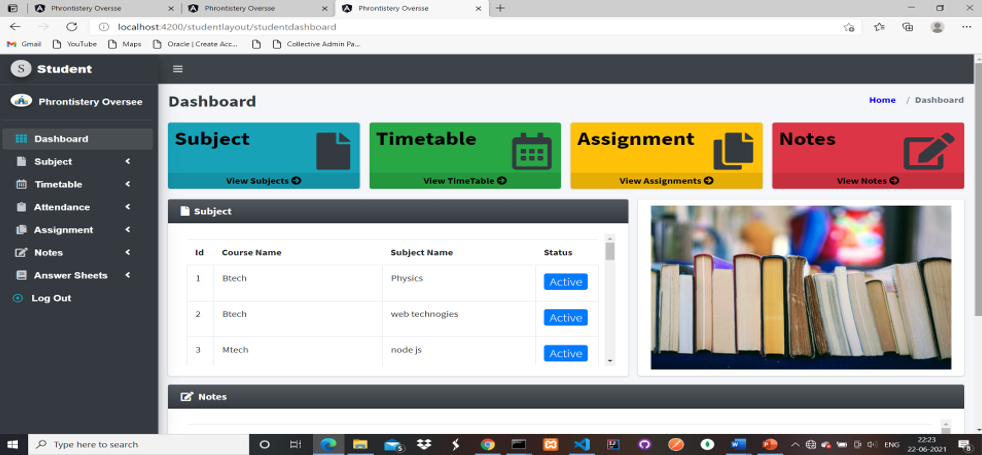 Phrontistery Oversee
Phrontistery Oversee
Phrontistery Oversee
localhost:4200/studentlayout/studentdashboard
Gmail
YouTube
Maps
Oracle | Create Acc...
Collective Admin Pa...
S Student
Phrontistery Oversee
Dashboard
Subject
Timetable
Attendance
Assignment
Notes
Answer Sheets
Log Out
Dashboard
Home / Dashboard
Subject
View Subjects
Timetable
View TimeTable
Assignment
View Assignments
Notes
View Notes
Subject
Id Course Name Subject Name Status
1 Btech Physics Active
2 Btech web technogies Active
3 Mtech node js Active
Notes
Type here to search
ENG
22:23
22-06-2021